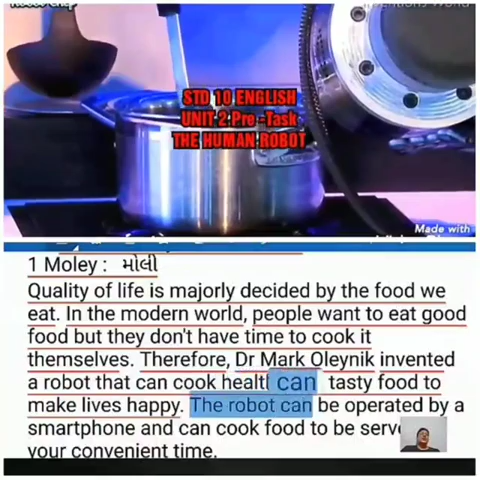 STD 10 ENGLISH
UNIT 2 Pre -Task
THE HUMAN ROBOT
Made with
1 Moley : મોલી
Quality of life is majorly decided by the food we
eat. In the modern world, people want to eat good
food but they don't have time to cook it
themselves. Therefore, Dr Mark Oleynik invented
a robot that can cook healt can tasty food to
make lives happy. The robot can be operated by a
smartphone and can cook food to be serv
your convenient time.